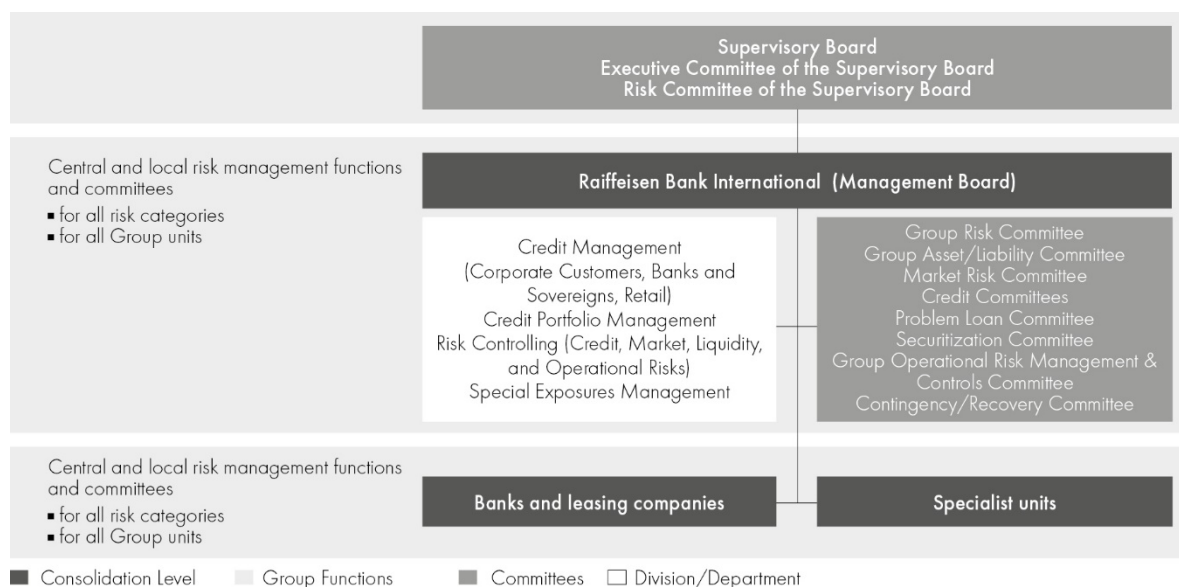 Supervisory Board
Executive Committee of the Supervisory Board
Risk Committee of the Supervisory Board
Central and local risk management functions
and committees
▪ for all risk categories
▪ for all Group units
Raiffeisen Bank International (Management Board)
Credit Management
(Corporate Customers, Banks and
Sovereigns, Retail)
Credit Portfolio Management
Risk Controlling (Credit, Market, Liquidity,
and Operational Risks)
Special Exposures Management
Group Risk Committee
Group Asset/Liability Committee
Market Risk Committee
Credit Committees
Problem Loan Committee
Securitization Committee
Group Operational Risk Management &
Controls Committee
Contingency/Recovery Committee
Central and local risk management functions
and committees
▪ for all risk categories
▪ for all Group units
Banks and leasing companies
Specialist units
Consolidation Level
Group Functions
Committees
Division/Department